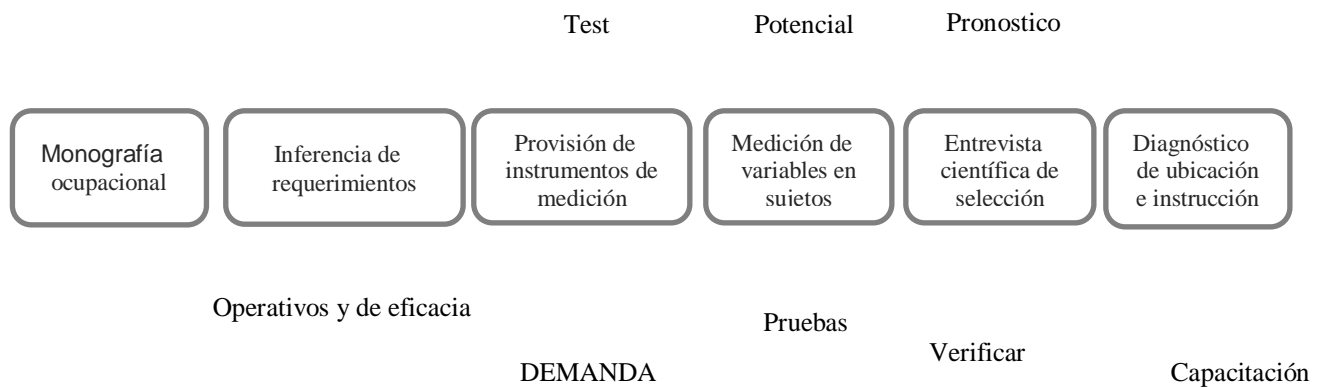 Test
Potencial
Pronostico
Monografía
ocupacional
Inferencia de
requerimientos
Provisión de
instrumentos de
medición
Medición de
variables en
sujetos
Entrevista
científica de
selección
Diagnóstico
de ubicación
e instrucción
Operativos y de eficacia
Pruebas
Verificar
DEMANDA
Capacitación